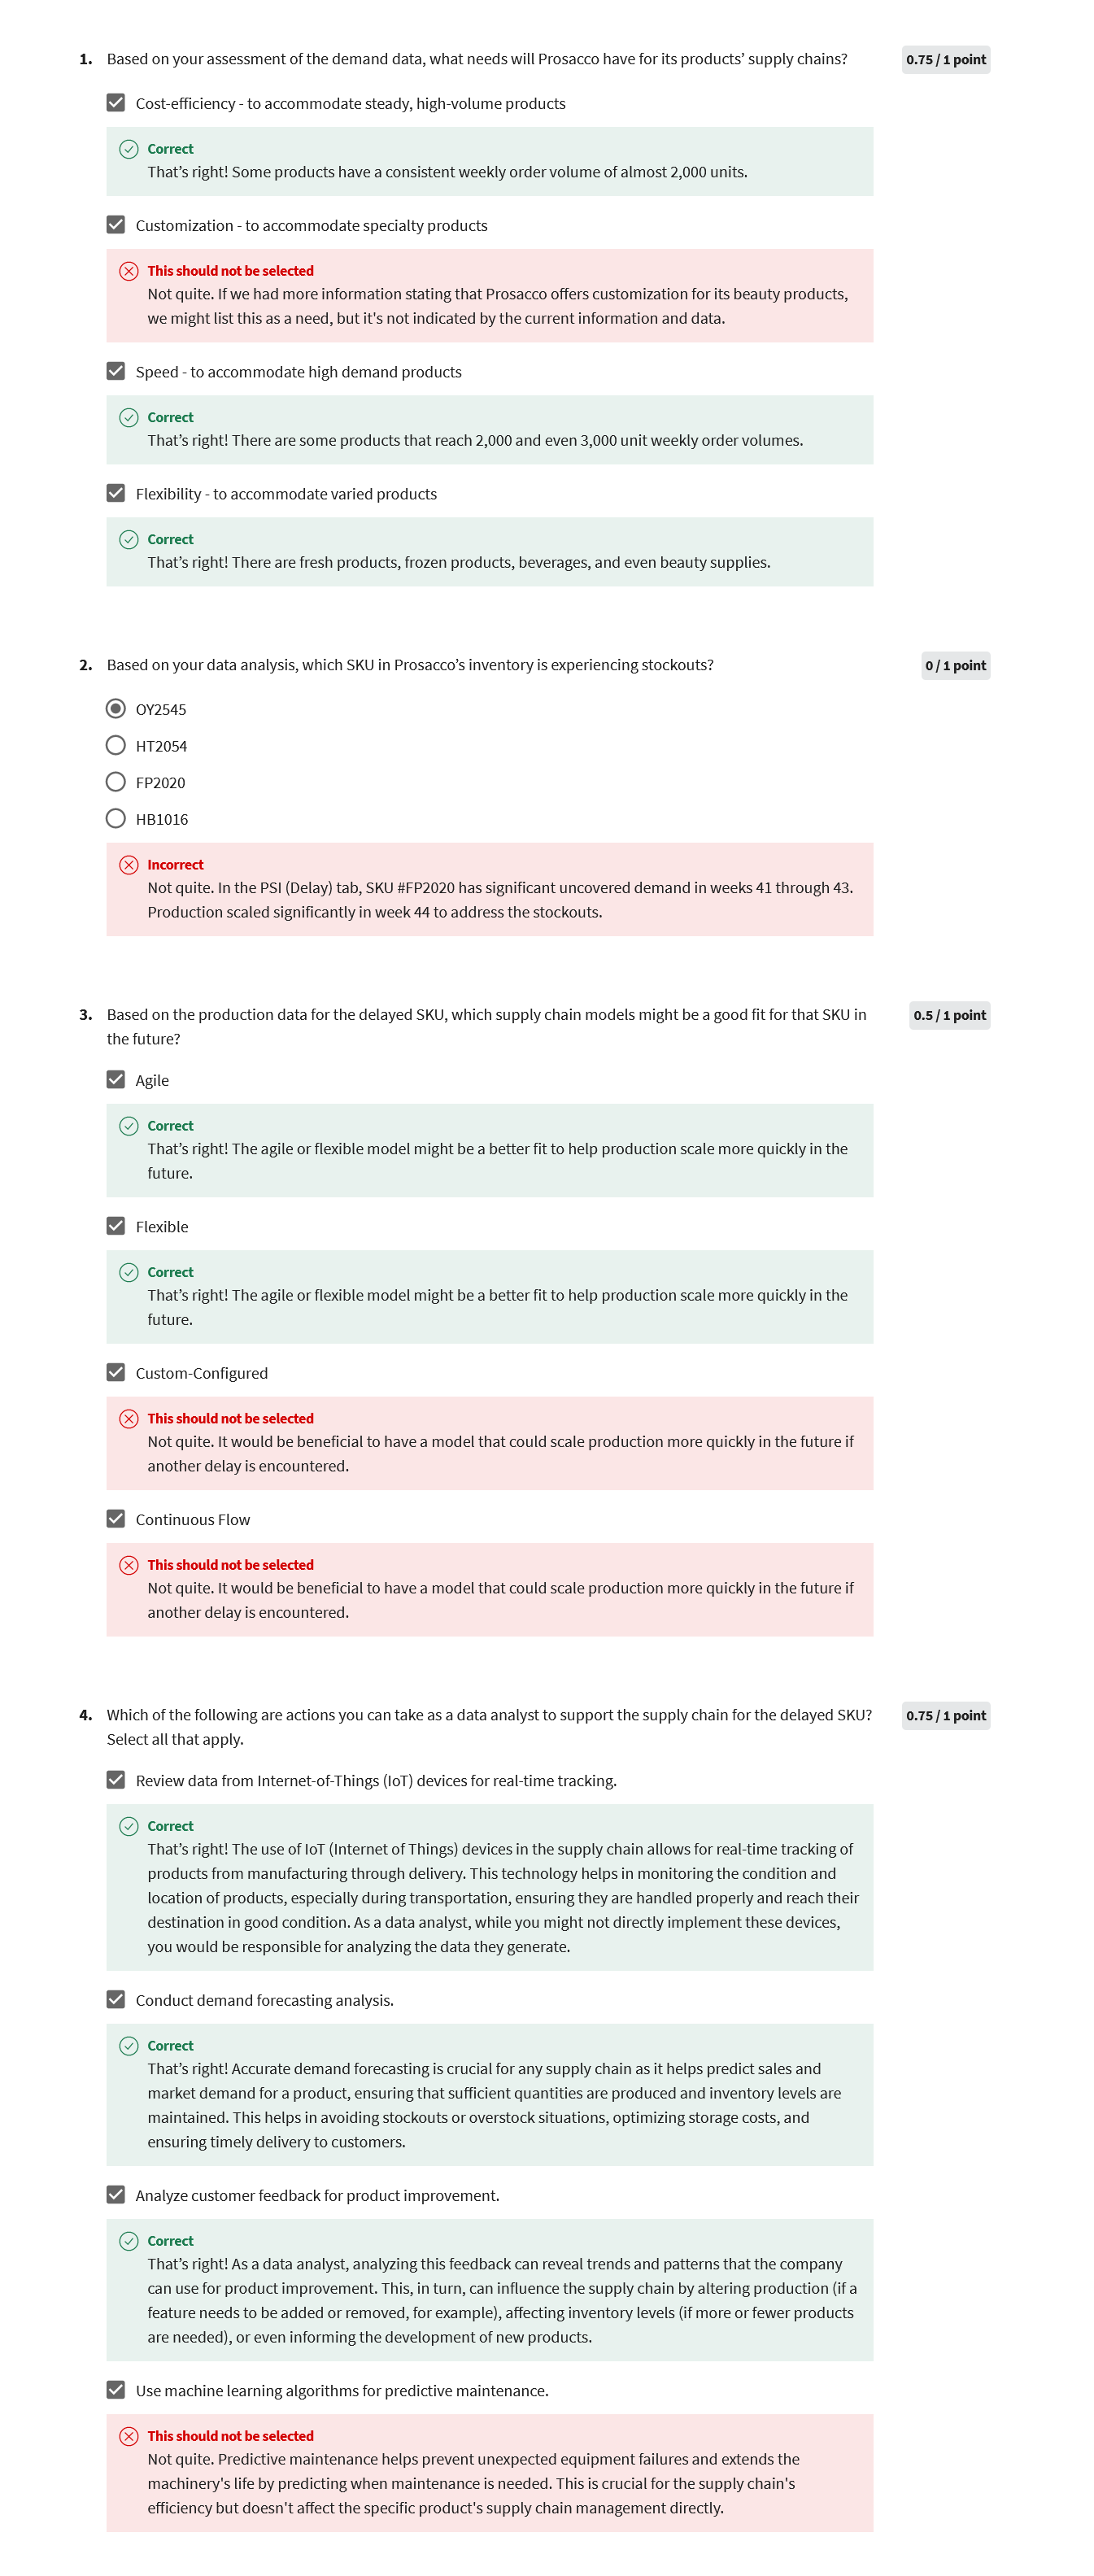 1. Based on your assessment of the demand data, what needs will Prosacco have for its products’ supply chains?
0.75 / 1 point
Cost-efficiency - to accommodate steady, high-volume products
Correct
That’s right! Some products have a consistent weekly order volume of almost 2,000 units.
Customization - to accommodate specialty products
This should not be selected
Not quite. If we had more information stating that Prosacco offers customization for its beauty products,
we might list this as a need, but it's not indicated by the current information and data.
Speed - to accommodate high demand products
Correct
That’s right! There are some products that reach 2,000 and even 3,000 unit weekly order volumes.
Flexibility - to accommodate varied products
Correct
That’s right! There are fresh products, frozen products, beverages, and even beauty supplies.
2. Based on your data analysis, which SKU in Prosacco’s inventory is experiencing stockouts?
0 / 1 point
OY2545
HT2054
FP2020
HB1016
Incorrect
Not quite. In the PSI (Delay) tab, SKU #FP2020 has significant uncovered demand in weeks 41 through 43.
Production scaled significantly in week 44 to address the stockouts.
3. Based on the production data for the delayed SKU, which supply chain models might be a good fit for that SKU in
the future?
0.5 / 1 point
Agile
Correct
That’s right! The agile or flexible model might be a better fit to help production scale more quickly in the
future.
Flexible
Correct
That’s right! The agile or flexible model might be a better fit to help production scale more quickly in the
future.
Custom-Configured
This should not be selected
Not quite. It would be beneficial to have a model that could scale production more quickly in the future if
another delay is encountered.
Continuous Flow
This should not be selected
Not quite. It would be beneficial to have a model that could scale production more quickly in the future if
another delay is encountered.
4. Which of the following are actions you can take as a data analyst to support the supply chain for the delayed SKU?
Select all that apply.
0.75 / 1 point
Review data from Internet-of-Things (IoT) devices for real-time tracking.
Correct
That’s right! The use of IoT (Internet of Things) devices in the supply chain allows for real-time tracking of
products from manufacturing through delivery. This technology helps in monitoring the condition and
location of products, especially during transportation, ensuring they are handled properly and reach their
destination in good condition. As a data analyst, while you might not directly implement these devices,
you would be responsible for analyzing the data they generate.
Conduct demand forecasting analysis.
Correct
That’s right! Accurate demand forecasting is crucial for any supply chain as it helps predict sales and
market demand for a product, ensuring that sufficient quantities are produced and inventory levels are
maintained. This helps in avoiding stockouts or overstock situations, optimizing storage costs, and
ensuring timely delivery to customers.
Analyze customer feedback for product improvement.
Correct
That’s right! As a data analyst, analyzing this feedback can reveal trends and patterns that the company
can use for product improvement. This, in turn, can influence the supply chain by altering production (if a
feature needs to be added or removed, for example), affecting inventory levels (if more or fewer products
are needed), or even informing the development of new products.
Use machine learning algorithms for predictive maintenance.
This should not be selected
Not quite. Predictive maintenance helps prevent unexpected equipment failures and extends the
machinery's life by predicting when maintenance is needed. This is crucial for the supply chain's
efficiency but doesn't affect the specific product's supply chain management directly.